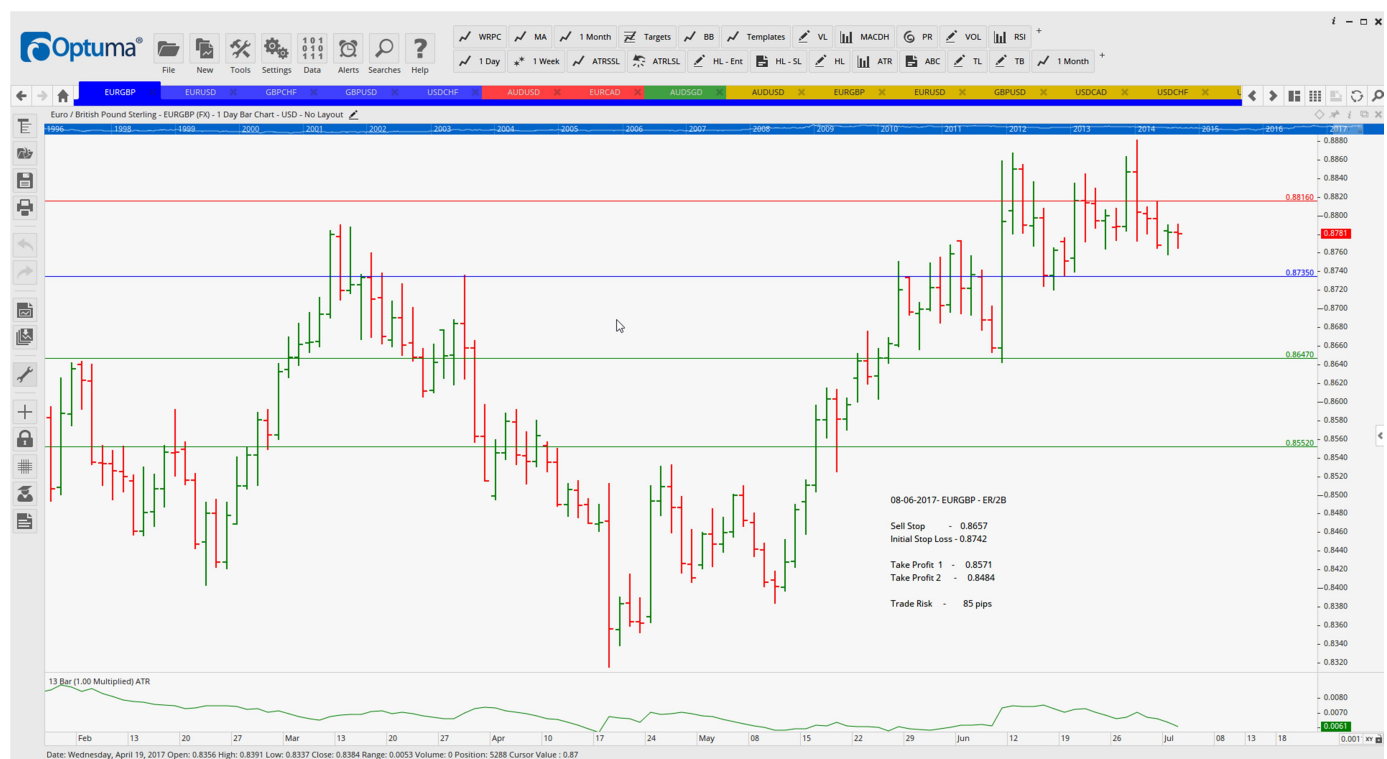 i
Optuma®
File
New
Tools
Settings
Data
Alerts
Searches
Help
WRPC MA 1 Month Targets BB Templates VL MACDH PR VOL RSI +
1 Day 1 Week ATRSSL ATRLSL HL - Ent HL - SL HL ATR ABC TL TB 1 Month +
EURGBP EURUSD GBPCHF GBPUSD USDCHF AUDUSD EURCAD AUDSGD AUDUSD EURGBP EURUSD GBPUSD USDCAD USDCHF
Euro / British Pound Sterling - EURGBP (FX) - 1 Day Bar Chart - USD - No Layout
1996 1998 1999 2000 2001 2002 2003 2004 2005 2006 2007 2008 2009 2010 2011 2012 2013 2014 2015 2016 2017
0.8880
0.8860
0.8840
0.88160
0.8820
0.8800
0.8781
0.8760
0.87350
0.8740
0.8720
0.8700
0.8680
0.8660
0.86470
0.8640
0.8620
0.8600
0.8580
0.8560
0.85520
0.8540
0.8520
0.8500
0.8480
0.8460
0.8440
0.8420
0.8400
0.8380
0.8360
0.8340
0.8320
08-06-2017- EURGBP - ER/2B
Sell Stop - 0.8657
Initial Stop Loss - 0.8742
Take Profit 1 - 0.8571
Take Profit 2 - 0.8484
Trade Risk - 85 pips
13 Bar (1.00 Multiplied) ATR
0.0080
0.0070
0.0061
Feb 13 20 27 Mar 13 20 27 Apr 10 17 24 May 08 15 22 29 Jun 12 19 26 Jul 08 13 18 0.001 XY
Date: Wednesday, April 19, 2017 Open: 0.8356 High: 0.8391 Low: 0.8337 Close: 0.8384 Range: 0.0053 Volume: 0 Position: 5288 Cursor Value : 0.87